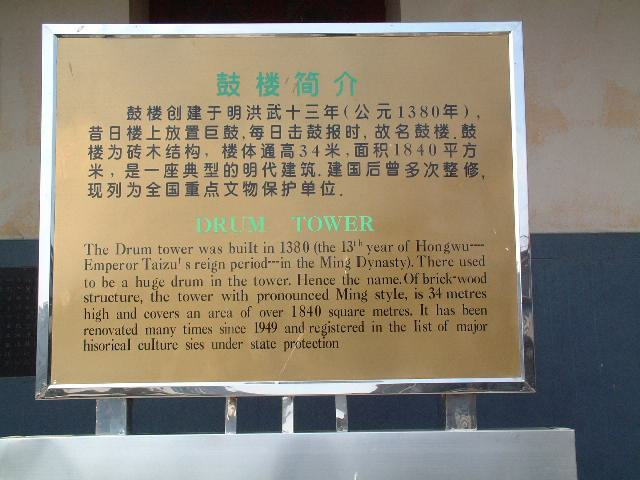 鼓楼简介
鼓楼创建于明洪武十三年(公元1380年),
昔日楼上放置巨鼓,每日击鼓报时,故名鼓楼.鼓
楼为砖木结构,楼体通高34米,面积1840平方
米,是一座典型的明代建筑.建国后曾多次整修,
现列为全国重点文物保护单位.
DRUM TOWER
The Drum tower was built in 1380 (the 13th year of Hongwu----
Emperor Taizu's reign period---in the Ming Dynasty). There used
to be a huge drum in the tower. Hence the name. Of brick-wood
structure, the tower with pronounced Ming style, is 34 metres
high and covers an area of over 1840 square metres. It has been
renovated many times since 1949 and registered in the list of major
hisorical culture sies under state protection